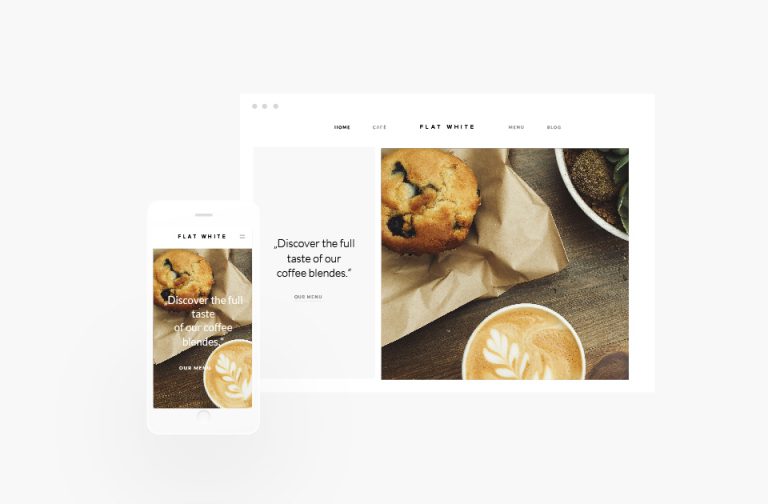 HOME CAFÉ FLAT WHITE MENU BLOG
„Discover the full
taste of our
coffee blendes.“
OUR MENU
FLAT WHITE
„Discover the full
taste
of our coffee
blendes.“
OUR MENU